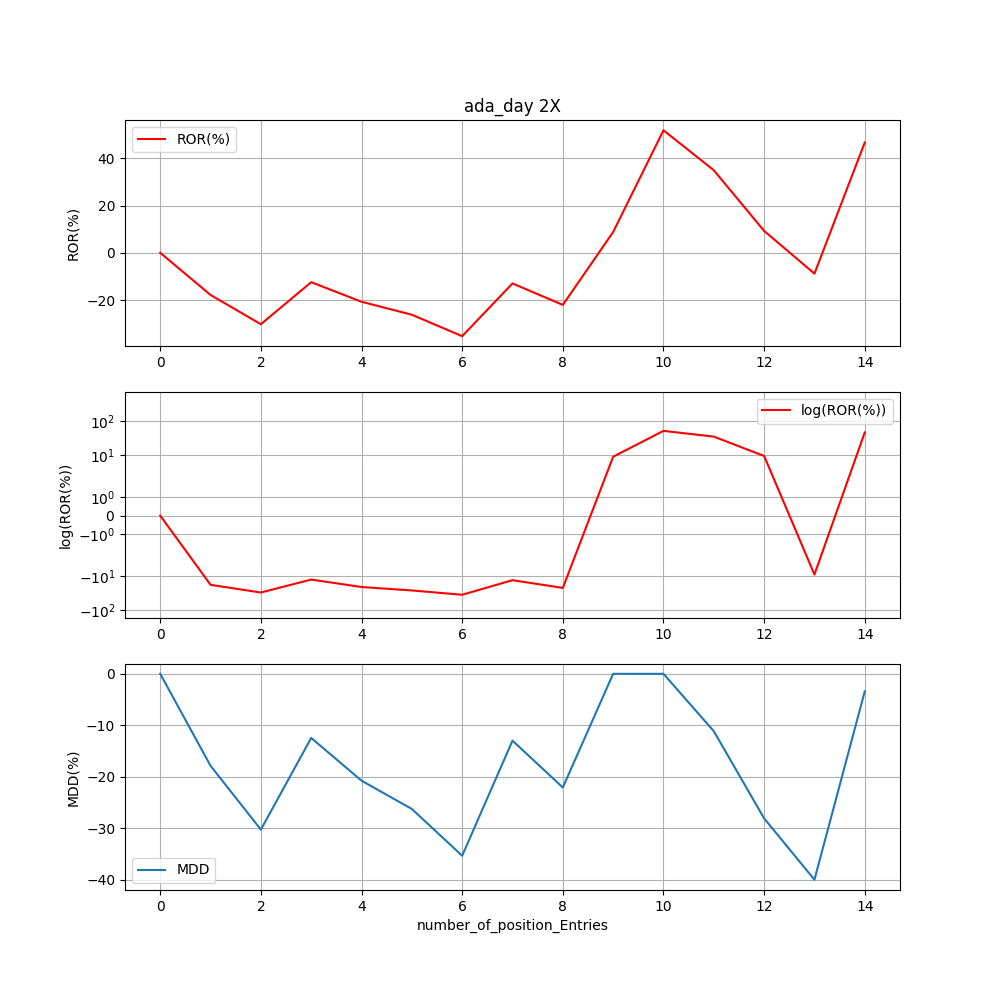 ada_day 2X
ROR(%)
ROR(%)
40
20
0
−20
0 2 4 6 8 10 12 14
log(ROR(%))
log(ROR(%))
10²
10¹
10⁰
0
−10⁰
−10¹
−10²
0 2 4 6 8 10 12 14
MDD(%)
0
−10
−20
−30
−40
MDD
0 2 4 6 8 10 12 14
number_of_position_Entries